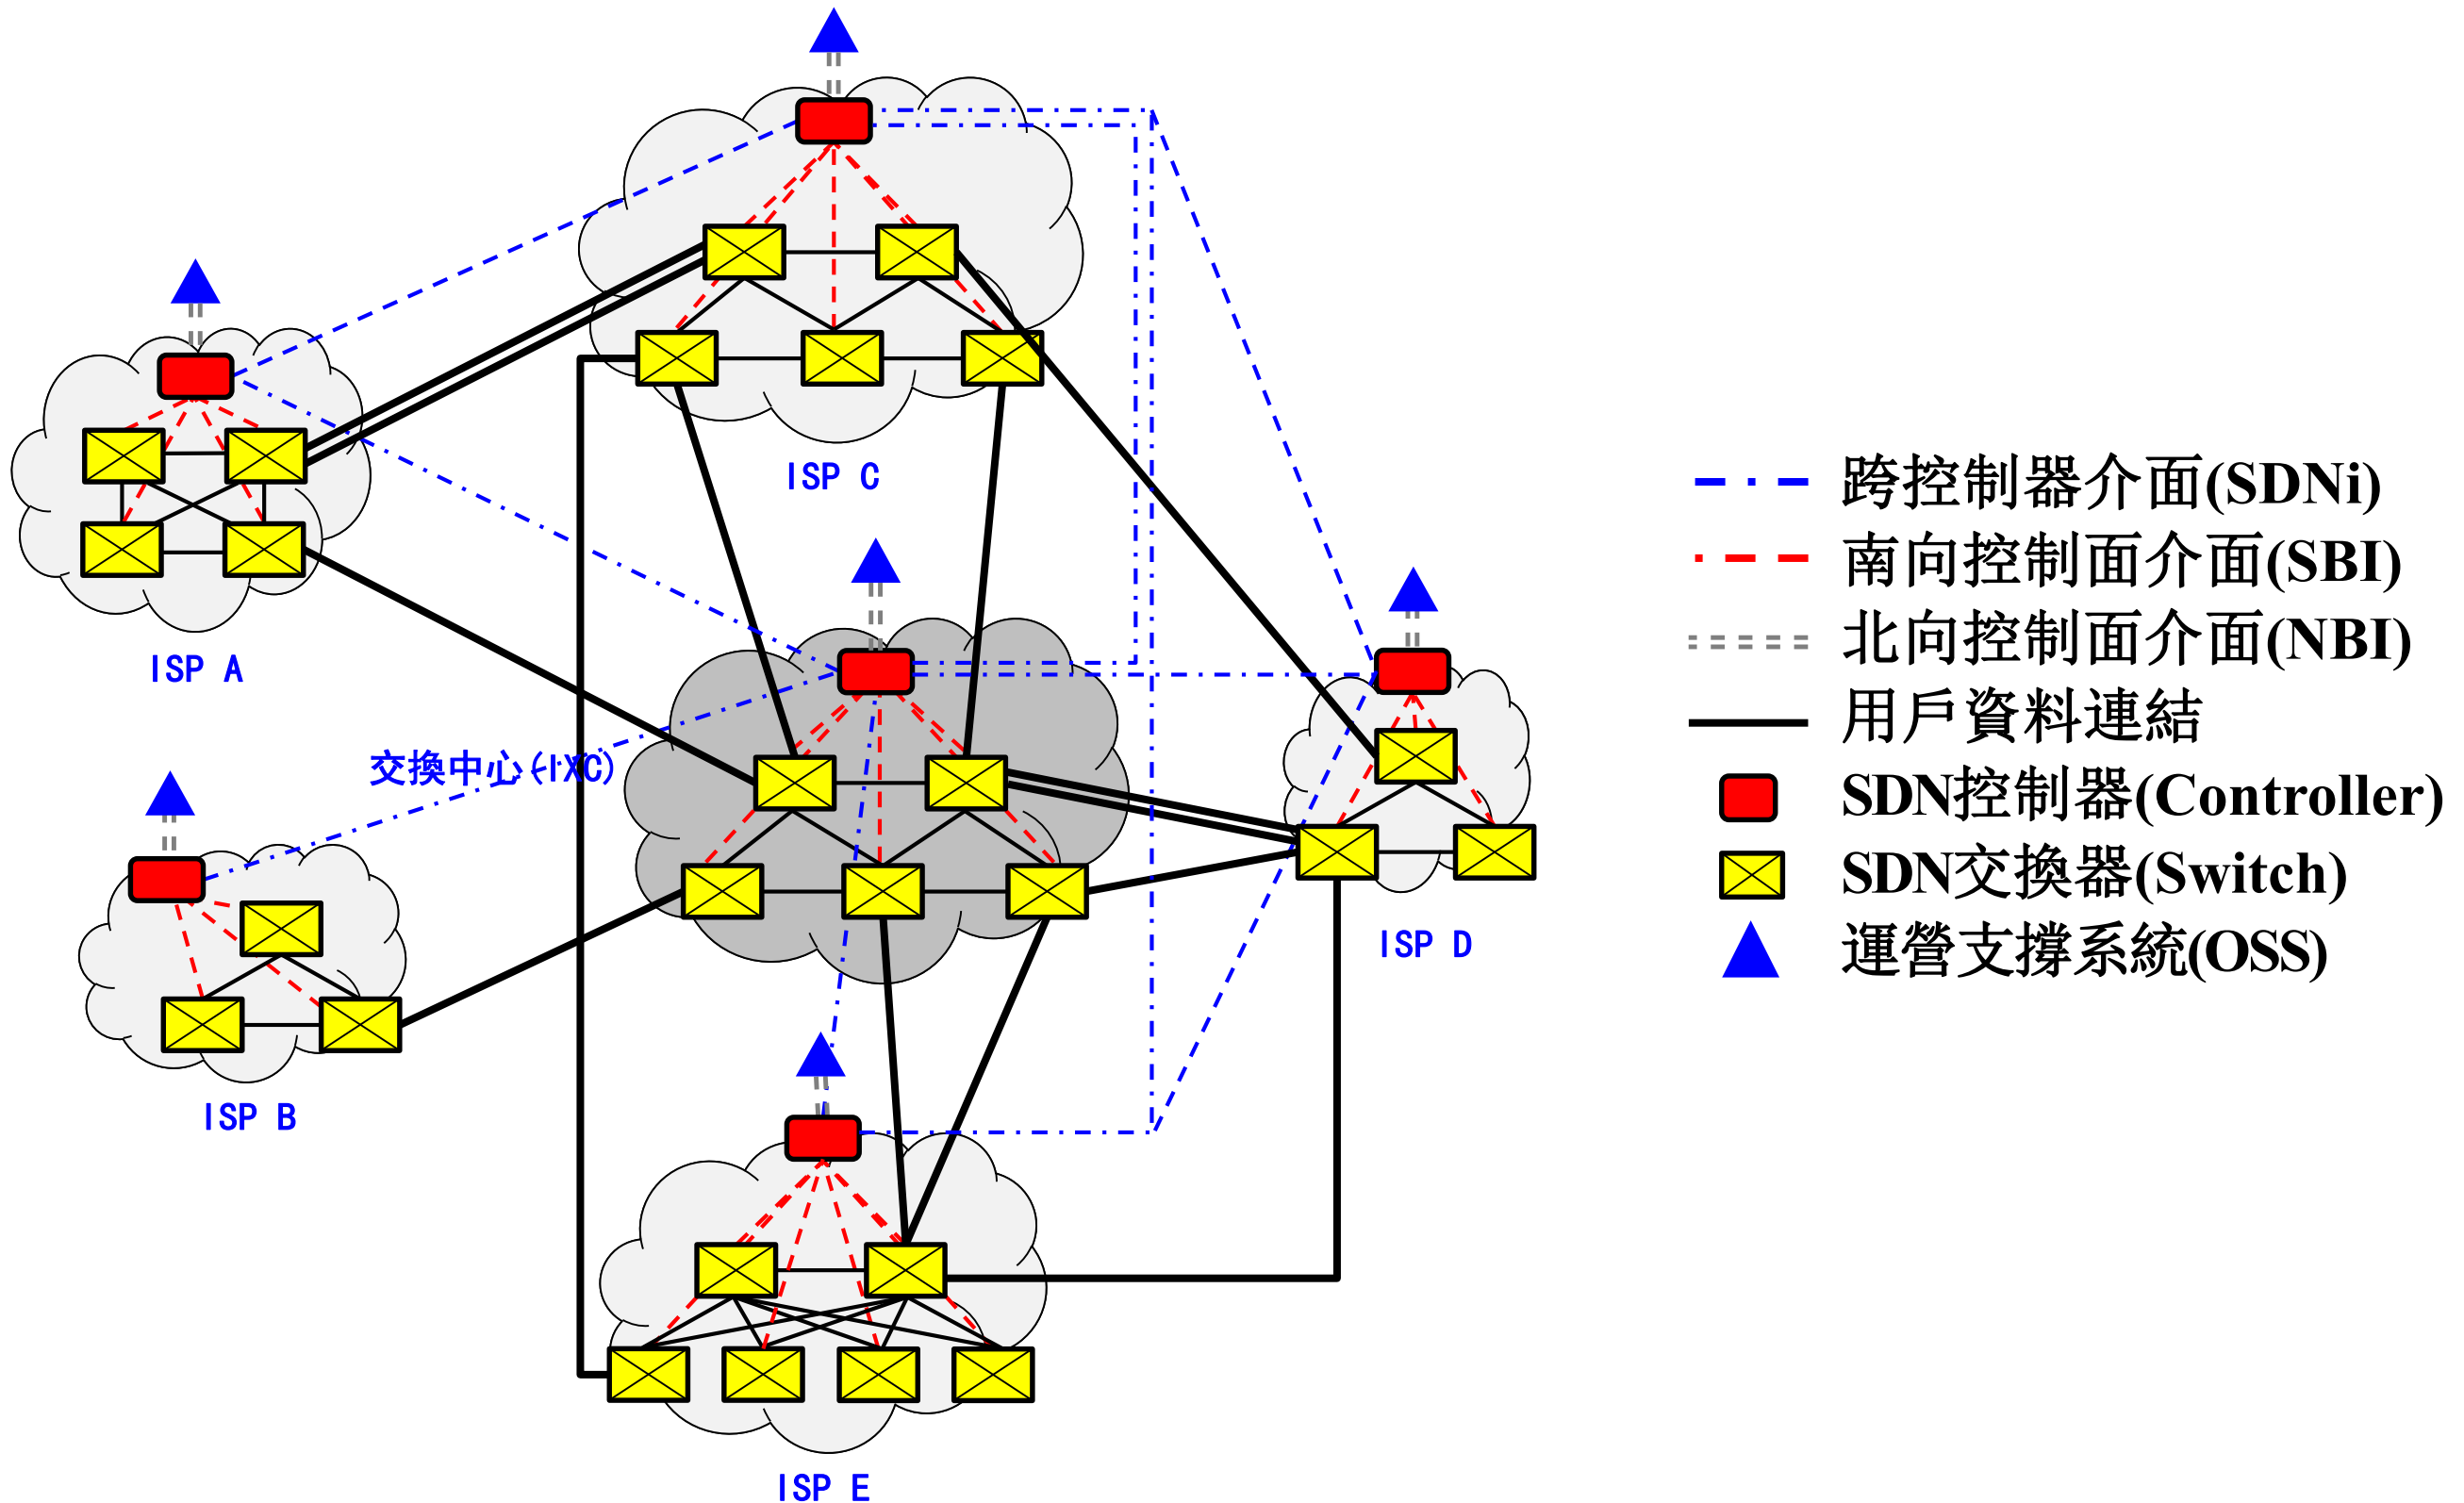 ISP C
ISP A
交換中心(IXC)
ISP B
ISP D
ISP E
跨控制器介面(SDNi)
南向控制面介面(SBI)
北向控制面介面(NBI)
用戶資料連結
SDN控制器(Controller)
SDN交換器(Switch)
運營支撐系統(OSS)